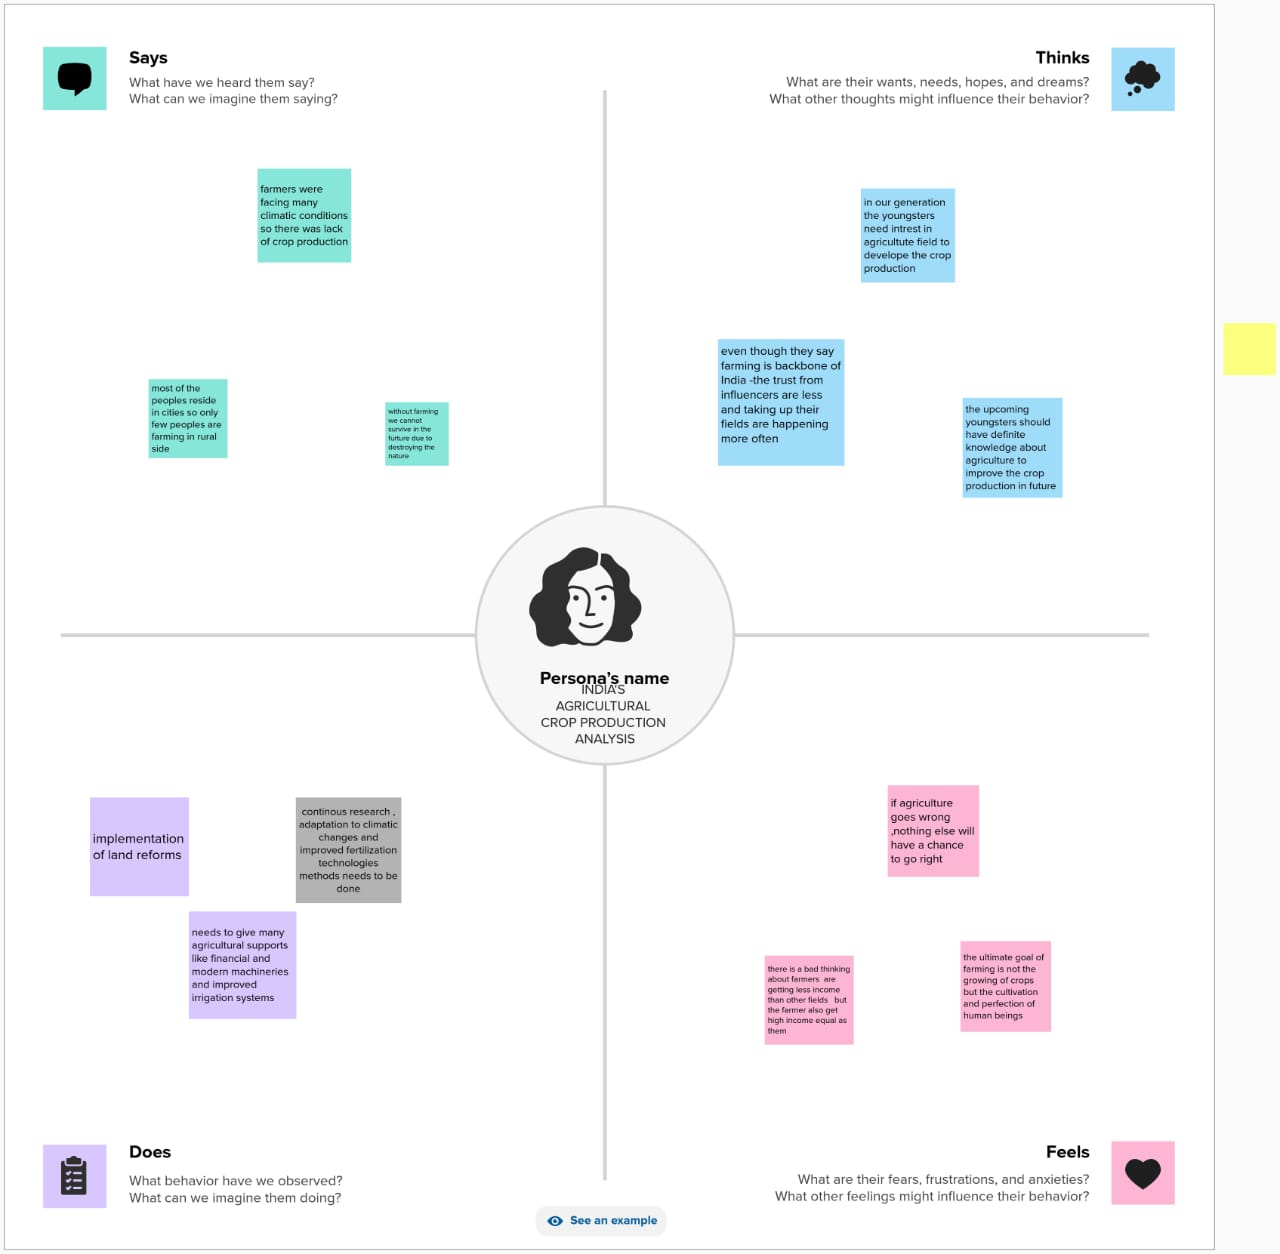 Says
What have we heard them say?
What can we imagine them saying?
Thinks
What are their wants, needs, hopes, and dreams?
What other thoughts might influence their behavior?
farmers were
facing many
climatic conditions
so there was lack
of crop production
most of the
peoples reside
in cities so only
few peoples are
farming in rural
side
without farming
we cannot
survive in the
furture due to
destroying the
nature
in our generation
the youngsters
need intrest in
agricultute field to
develope the crop
production
even though they say
farming is backbone of
India -the trust from
influencers are less
and taking up their
fields are happening
more often
the upcoming
youngsters should
have definite
knowledge about
agriculture to
improve the crop
production in future
Persona's name
INDIA'S
AGRICULTURAL
CROP PRODUCTION
ANALYSIS
implementation
of land reforms
continous research ,
adaptation to climatic
changes and
improved fertilization
technologies
methods needs to be
done
needs to give many
agricultural supports
like financial and
modern machineries
and improved
irrigation systems
if agriculture
goes wrong
,nothing else will
have a chance
to go right
there is a bad thinking
about farmers are
getting less income
than other fields but
the farmer also get
high income equal as
them
the ultimate goal of
farming is not the
growing of crops
but the cultivation
and perfection of
human beings
Does
What behavior have we observed?
What can we imagine them doing?
Feels
What are their fears, frustrations, and anxieties?
What other feelings might influence their behavior?
See an example